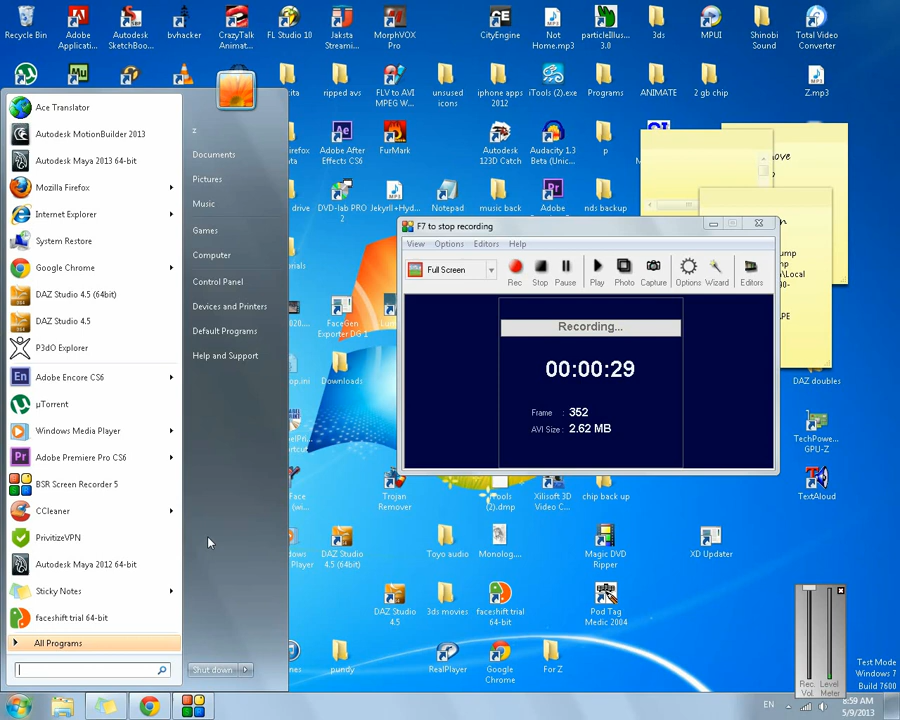 Recycle Bin
Adobe Applicati...
Autodesk SketchBoo...
bvhacker
CrazyTalk Animat...
FL Studio 10
Jaksta Streami...
MorphVOX Pro
CityEngine
Not Home.mp3
particleIllus... 3.0
3ds
MPUI
Shinobi Sound
Total Video Converter
ripped avs
FLV to AVI MPEG W...
unsused icons
iphone apps 2012
iTools (2).exe
Programs
ANIMATE
2 gb chip
Z.mp3
Adobe After Effects CS6
FurMark
Autodesk 123D Catch
Audacity 1.3 Beta (Unic...
p
drive
DVD-lab PRO 2
Jekyrll+Hyd...
Notepad
music back
Adobe
nds backup
Ace Translator
Autodesk MotionBuilder 2013
Autodesk Maya 2013 64-bit
Mozilla Firefox
Internet Explorer
System Restore
Google Chrome
DAZ Studio 4.5 (64bit)
DAZ Studio 4.5
P3dO Explorer
Adobe Encore CS6
µTorrent
Windows Media Player
Adobe Premiere Pro CS6
BSR Screen Recorder 5
CCleaner
PrivitizeVPN
Autodesk Maya 2012 64-bit
Sticky Notes
faceshift trial 64-bit
All Programs
z
Documents
Pictures
Music
Games
Computer
Control Panel
Devices and Printers
Default Programs
Help and Support
Shut down
F7 to stop recording
View Options Editors Help
Full Screen
Rec Stop Pause Play Photo Capture Options Wizard Editors
Recording...
00:00:29
Frame : 352
AVI Size : 2.62 MB
FaceGen Exporter DG 1
Downloads
DAZ doubles
TechPowe... GPU-Z
TextAloud
Trojan Remover
(2).dmp
Xilisoft 3D Video C...
chip back up
DAZ Studio 4.5 (64bit)
Toyo audio
Monolog....
Magic DVD Ripper
XD Updater
DAZ Studio 4.5
3ds movies
faceshift trial 64-bit
Pod Tag Medic 2004
pundy
RealPlayer
Google Chrome
For Z
Rec. Vol.
Level Meter
Test Mode
Windows 7
Build 7600
EN
8:59 AM
5/9/2013